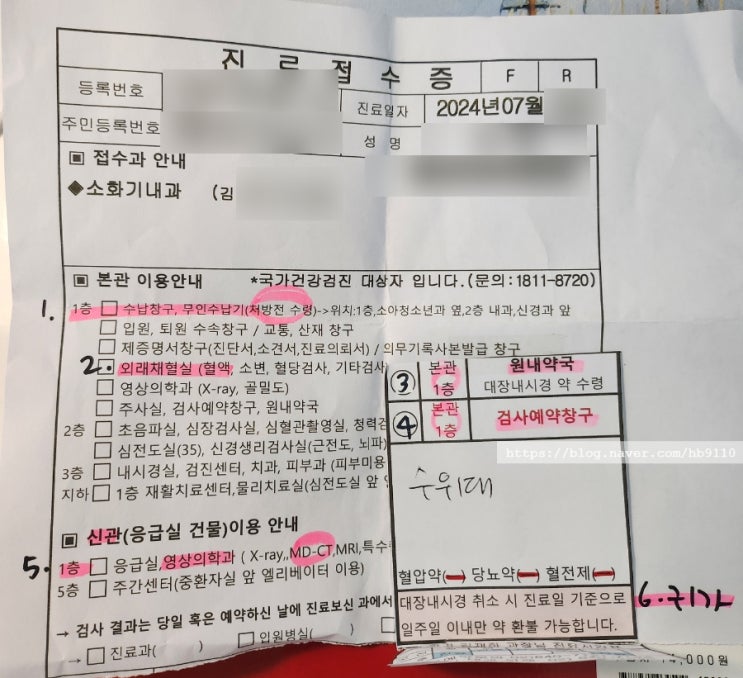 진 료 접 수 증 F R
등록번호 진료일자 2024年07월
주민등록번호 성 명
▣ 접수과 안내
◆소화기내과 (김
▣ 본관 이용안내 *국가건강검진 대상자 입니다.(문의:1811-8720)
1. 1층 □ 수납창구, 무인수납기(처방전 수령)->위치:1층,소아청소년과 옆,2층 내과,신경과 앞
□ 입원, 퇴원 수속창구 / 교통, 산재 창구
□ 제증명서창구(진단서,소견서,진료의뢰서) / 의무기록사본발급 창구
2. 외래채혈실 (혈액, 소변, 혈당검사, 기타검사
□ 영상의학과 (X-ray, 골밀도)
□ 주사실, 검사예약창구, 원내약국
2층 □ 초음파실, 심장검사실, 심혈관촬영실, 청력검
□ 심전도실(35), 신경생리검사실(근전도, 뇌파)
3층 □ 내시경실, 검진센터, 치과, 피부과 (피부미용
지하 □ 1층 재활치료센터,물리치료실(심전도실 앞
③ 본관 1층 원내약국
대장내시경 약 수령
④ 본관 1층 검사예약창구
https://blog.naver.com/hb9110
수위대
혈압약(—) 당뇨약(—) 혈전제(—)
대장내시경 취소 시 진료일 기준으로
일주일 이내만 약 환불 가능합니다.
▣ 신관(응급실 건물)이용 안내
5. 1층 □ 응급실,영상의학과 ( X-ray,,MD-CT,MRI,특수
5층 □ 주간센터(중환자실 앞 엘리베이터 이용)
6. 귀가
→ 검사 결과는 당일 혹은 예약하신 날에 진료보신 과에서
→ □ 진료과( ) □ 입원병실(
14,000원